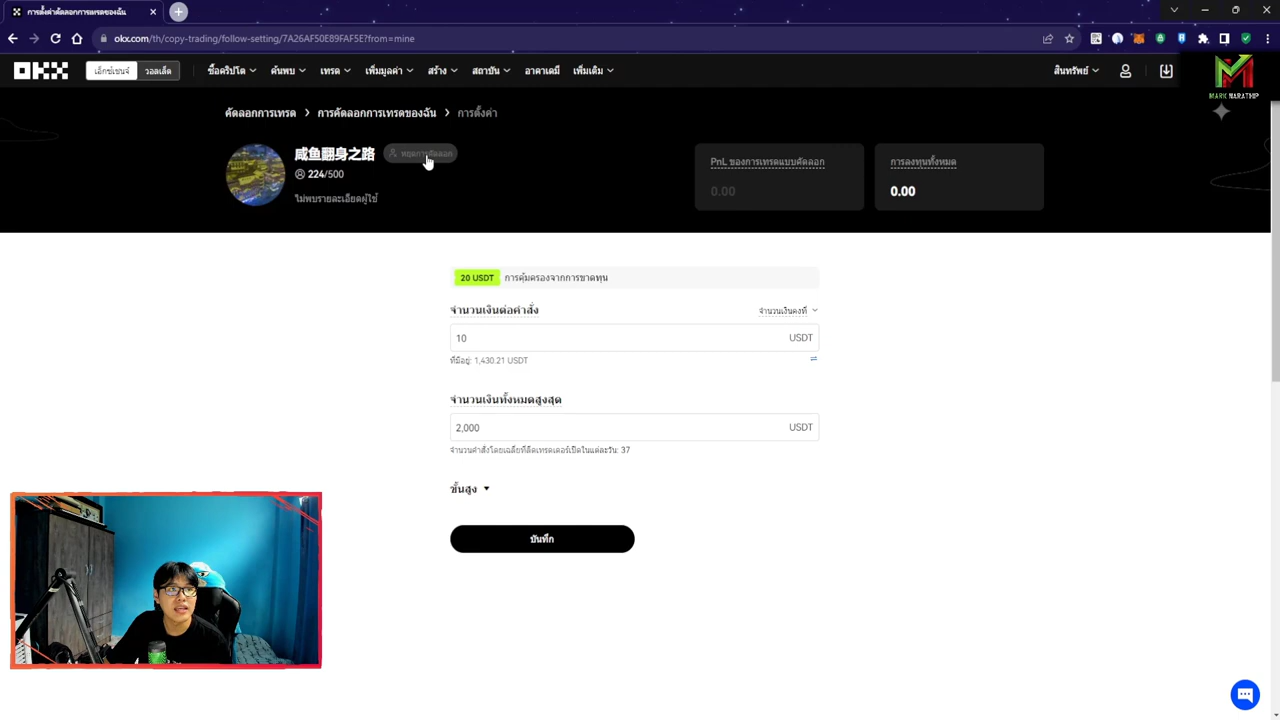 การตั้งค่าคัดลอกการเทรดของฉัน
okx.com/th/copy-trading/follow-setting/7A26AF50E89FAF5E?from=mine
OKX
เอ็กซ์เชนจ์
วอลเล็ต
ซื้อคริปโต
ค้นพบ
เทรด
เพิ่มมูลค่า
สร้าง
สถาบัน
อาคาเดมี่
เพิ่มเติม
สินทรัพย์
MARK NARATHIP
คัดลอกการเทรด > การคัดลอกการเทรดของฉัน > การตั้งค่า
咸鱼翻身之路
หยุดการคัดลอก
224/500
ไม่พบรายละเอียดผู้ใช้
PnL ของการเทรดแบบคัดลอก
0.00
การลงทุนทั้งหมด
0.00
20 USDT การคุ้มครองจากการขาดทุน
จำนวนเงินต่อคำสั่ง
จำนวนเงินคงที่
10 USDT
ที่มีอยู่: 1,430.21 USDT
จำนวนเงินทั้งหมดสูงสุด
2,000 USDT
จำนวนคำสั่งโดยเฉลี่ยที่ลีดเทรดเดอร์เปิดในแต่ละวัน: 37
ขั้นสูง
บันทึก